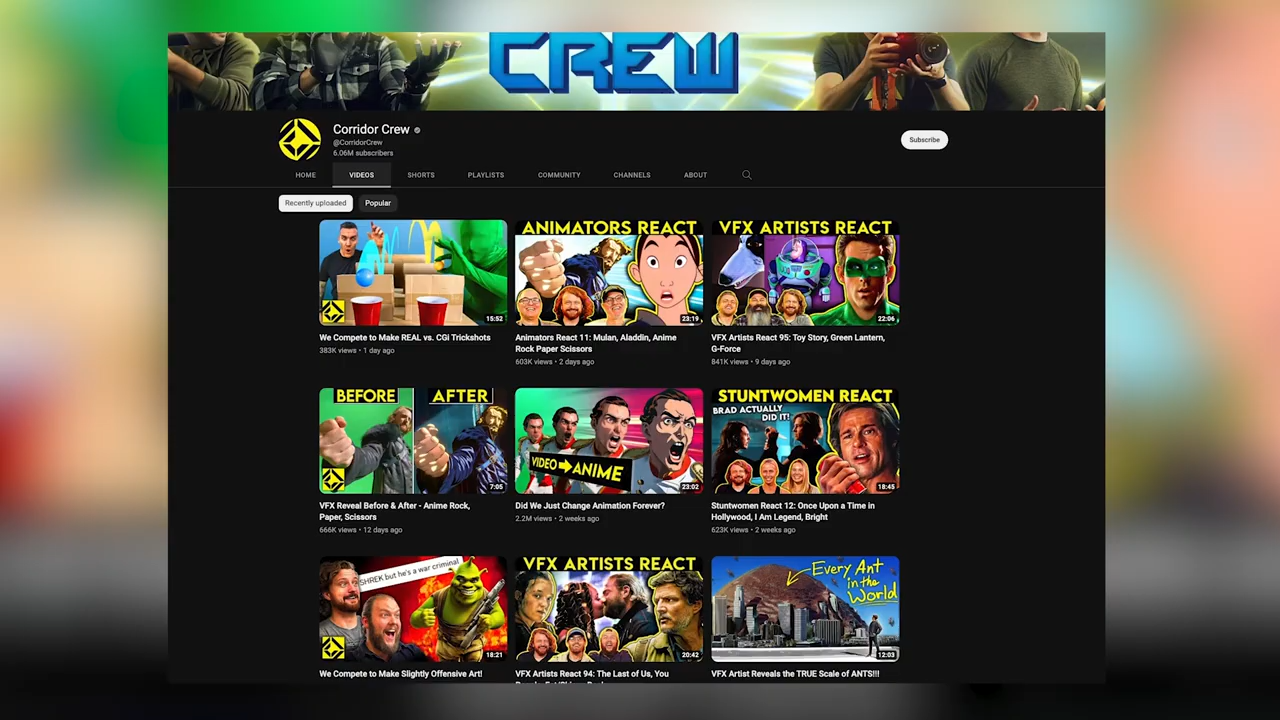 CREW
Corridor Crew
@CorridorCrew
6.06M subscribers
Subscribe
HOME VIDEOS SHORTS PLAYLISTS COMMUNITY CHANNELS ABOUT
Recently uploaded Popular
15:52
We Compete to Make REAL vs. CGI Trickshots
383K views • 1 day ago
ANIMATORS REACT
23:19
Animators React 11: Mulan, Aladdin, Anime
Rock Paper Scissors
603K views • 2 days ago
VFX ARTISTS REACT
22:06
VFX Artists React 95: Toy Story, Green Lantern,
G-Force
841K views • 9 days ago
BEFORE AFTER
7:05
VFX Reveal Before & After - Anime Rock,
Paper, Scissors
666K views • 12 days ago
VIDEO ANIME
23:02
Did We Just Change Animation Forever?
2.2M views • 2 weeks ago
STUNTWOMEN REACT
BRAD ACTUALLY
DID IT!
18:45
Stuntwomen React 12: Once Upon a Time in
Hollywood, I Am Legend, Bright
623K views • 2 weeks ago
SHREK but he's a war criminal
18:21
We Compete to Make Slightly Offensive Art!
VFX ARTISTS REACT
20:42
VFX Artists React 94: The Last of Us, You
Every Ant
in the
World
12:03
VFX Artist Reveals the TRUE Scale of ANTS!!!